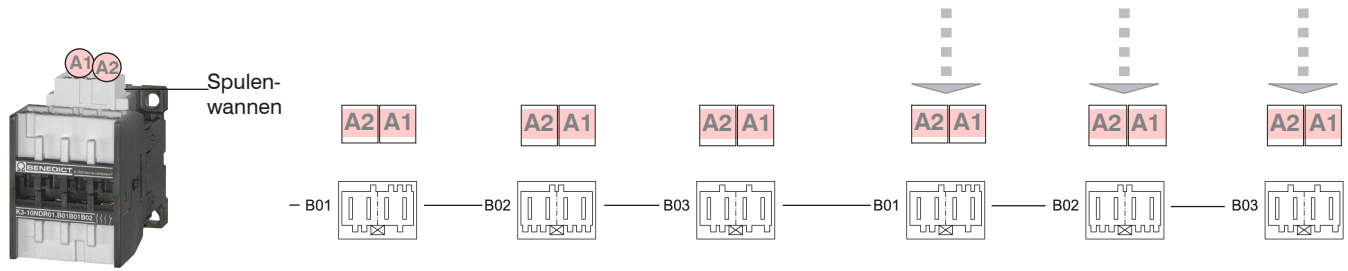 A1 A2
Spulen-
wannen
BENEDICT
K3-10NDR01.B01B01B02
A2 A1 A2 A1 A2 A1 A2 A1 A2 A1 A2 A1
– B01 B02 B03 B01 B02 B03